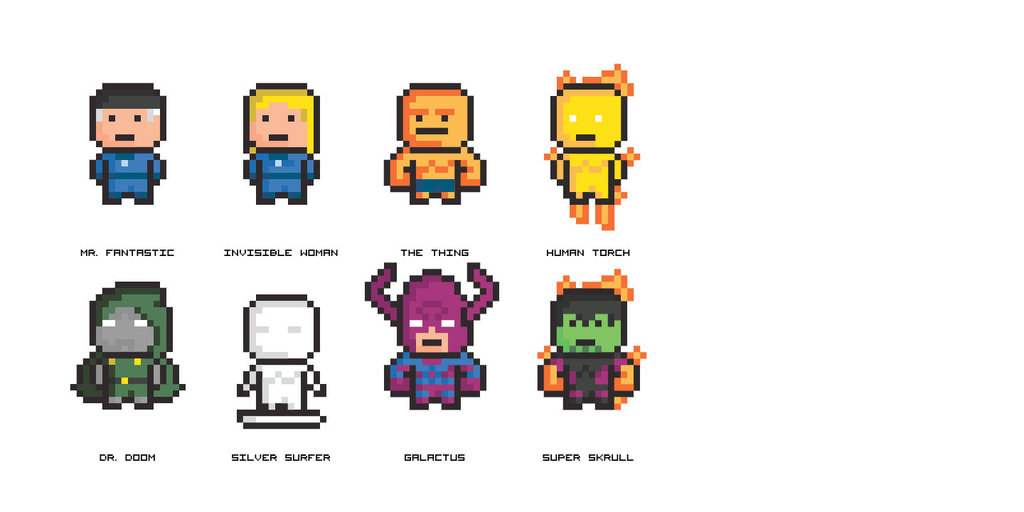 MR. FANTASTIC
INVISIBLE WOMAN
THE THING
HUMAN TORCH
DR. DOOM
SILVER SURFER
GALACTUS
SUPER SKRULL